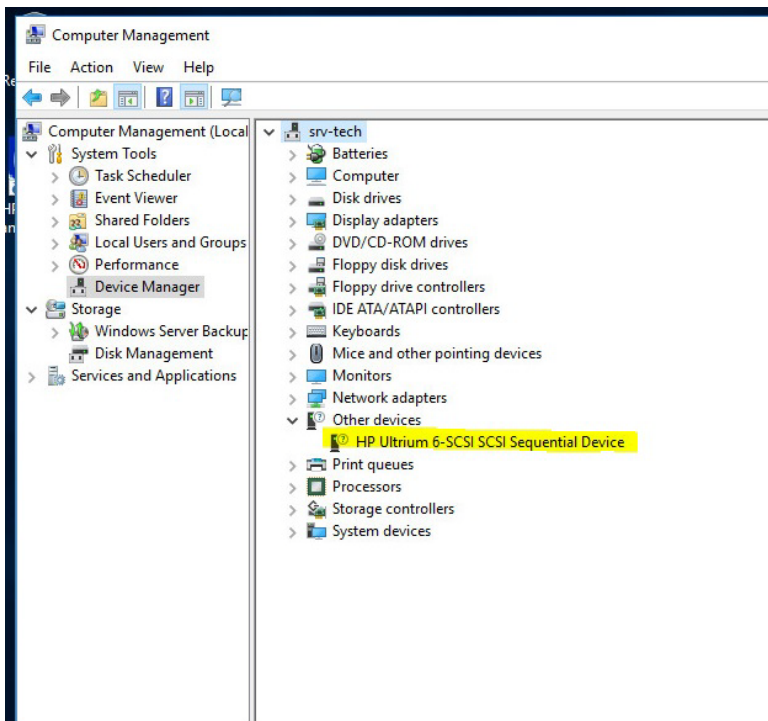 Computer Management
File Action View Help
Computer Management (Local
System Tools
Task Scheduler
Event Viewer
Shared Folders
Local Users and Groups
Performance
Device Manager
Storage
Windows Server Backup
Disk Management
Services and Applications
srv-tech
Batteries
Computer
Disk drives
Display adapters
DVD/CD-ROM drives
Floppy disk drives
Floppy drive controllers
IDE ATA/ATAPI controllers
Keyboards
Mice and other pointing devices
Monitors
Network adapters
Other devices
HP Ultrium 6-SCSI SCSI Sequential Device
Print queues
Processors
Storage controllers
System devices